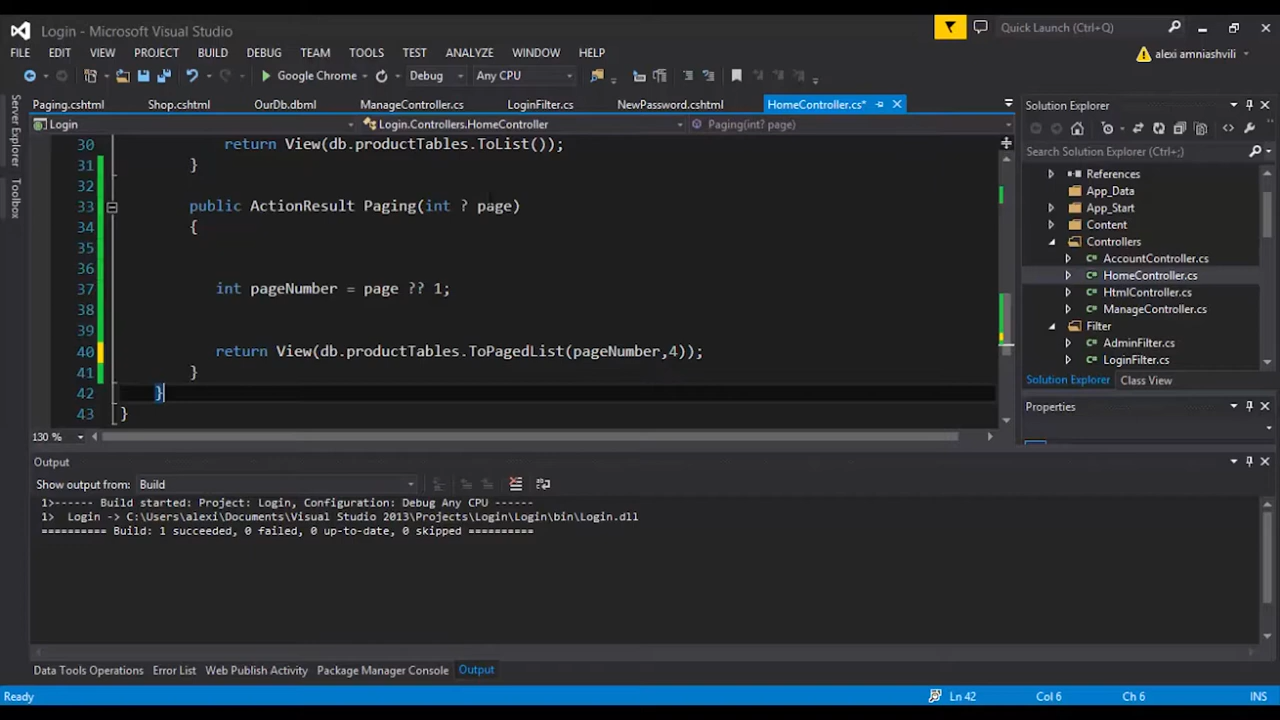 Login - Microsoft Visual Studio
Quick Launch (Ctrl+Q)
FILE EDIT VIEW PROJECT BUILD DEBUG TEAM TOOLS TEST ANALYZE WINDOW HELP
alexi amniashvili
Google Chrome Debug Any CPU
Server Explorer
Toolbox
Paging.cshtml Shop.cshtml OurDb.dbml ManageController.cs LoginFilter.cs NewPassword.cshtml HomeController.cs*
Login Login.Controllers.HomeController Paging(int? page)
30 return View(db.productTables.ToList());
31 }
32
33 public ActionResult Paging(int ? page)
34 {
35
36
37 int pageNumber = page ?? 1;
38
39
40 return View(db.productTables.ToPagedList(pageNumber,4));
41 }
42 }
43 }
130 %
Solution Explorer
Search Solution Explorer (Ctrl+;)
References
App_Data
App_Start
Content
Controllers
AccountController.cs
HomeController.cs
HtmlController.cs
ManageController.cs
Filter
AdminFilter.cs
LoginFilter.cs
Solution Explorer Class View
Properties
Output
Show output from: Build
1>------ Build started: Project: Login, Configuration: Debug Any CPU ------
1> Login -> C:\Users\alexi\Documents\Visual Studio 2013\Projects\Login\Login\bin\Login.dll
========== Build: 1 succeeded, 0 failed, 0 up-to-date, 0 skipped ==========
Data Tools Operations Error List Web Publish Activity Package Manager Console Output
Ready Ln 42 Col 6 Ch 6 INS